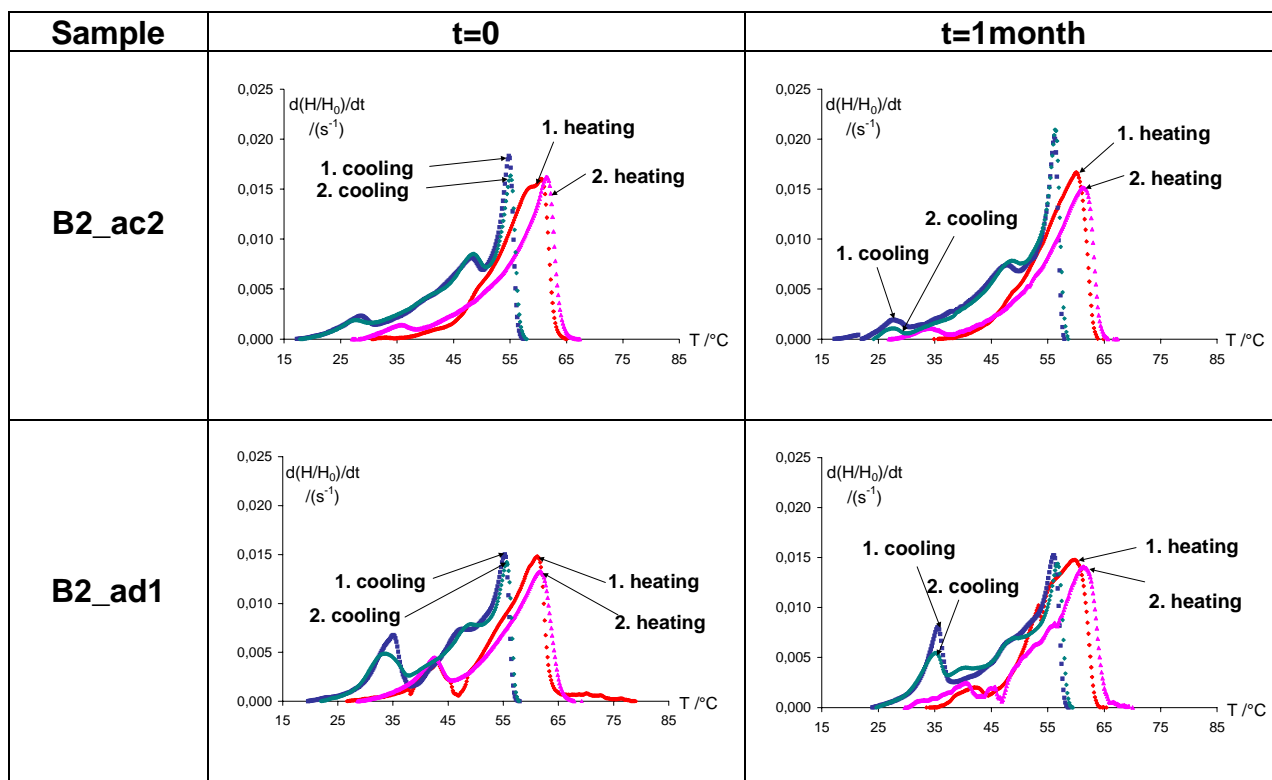 Sample t=0 t=1month
B2_ac2
0,025
d(H/H0)/dt
/(s-1)
0,020
1. heating
1. cooling
2. cooling
2. heating
0,015
0,010
0,005
0,000
T /°C
15 25 35 45 55 65 75 85
0,025
d(H/H0)/dt
/(s-1)
0,020
1. heating
0,015
2. heating
2. cooling
0,010
1. cooling
0,005
0,000
T /°C
15 25 35 45 55 65 75 85
B2_ad1
0,025
d(H/H0)/dt
/(s-1)
0,020
0,015
1. cooling
1. heating
0,010
2. cooling
2. heating
0,005
0,000
T /°C
15 25 35 45 55 65 75 85
0,025
d(H/H0)/dt
/(s-1)
0,020
1. cooling
1. heating
0,015
2. cooling
2. heating
0,010
0,005
0,000
T /°C
15 25 35 45 55 65 75 85